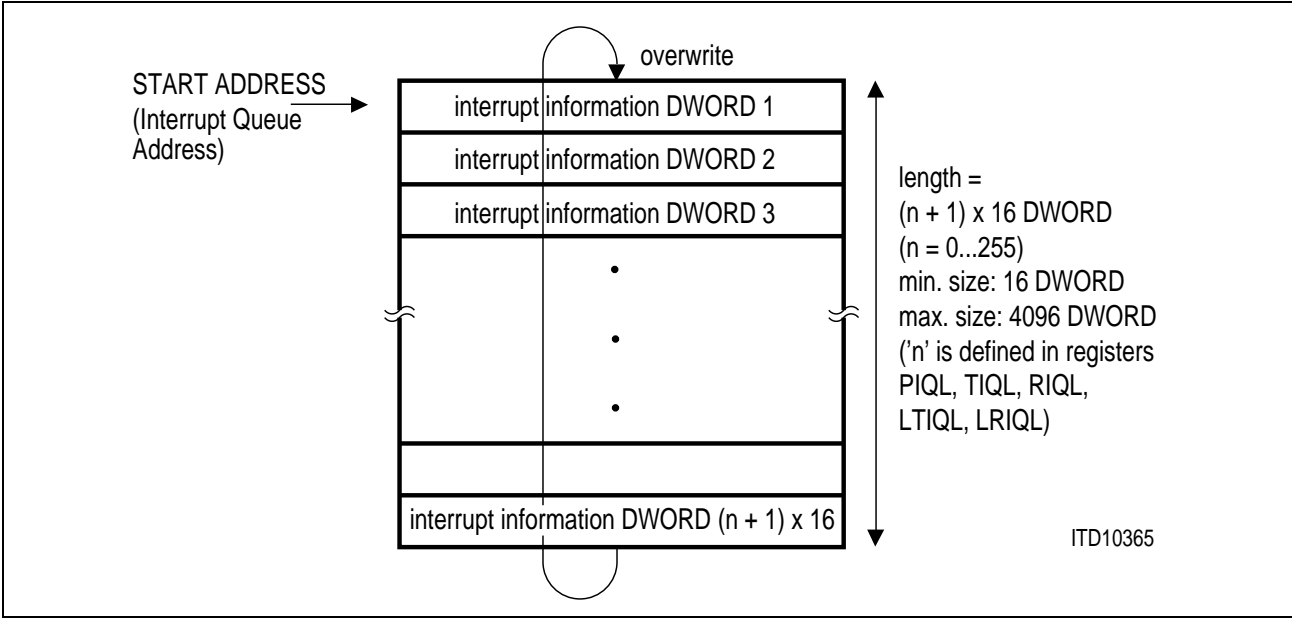 overwrite
START ADDRESS
(Interrupt Queue
Address)
interrupt information DWORD 1
interrupt information DWORD 2
interrupt information DWORD 3
interrupt information DWORD (n + 1) x 16
length =
(n + 1) x 16 DWORD
(n = 0...255)
min. size: 16 DWORD
max. size: 4096 DWORD
('n' is defined in registers
PIQL, TIQL, RIQL,
LTIQL, LRIQL)
ITD10365